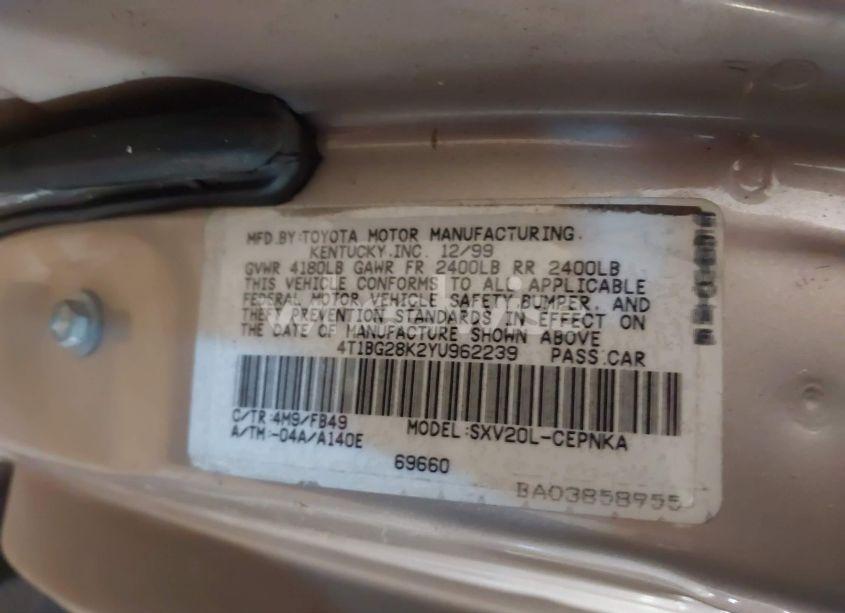 MFD.BY:TOYOTA MOTOR MANUFACTURING,
KENTUCKY,INC. 12/99
GVWR 4180LB GAWR FR 2400LB RR 2400LB
THIS VEHICLE CONFORMS TO ALL APPLICABLE
FEDERAL MOTOR VEHICLE SAFETY,BUMPER, AND
THEFT PREVENTION STANDARDS IN EFFECT ON
THE DATE OF MANUFACTURE SHOWN ABOVE
4T1BG28K2YU962239 PASS.CAR
C/TR:4M9/FB49
A/TM:-04A/A140E
MODEL:SXV20L-CEPNKA
69660
BA03858955